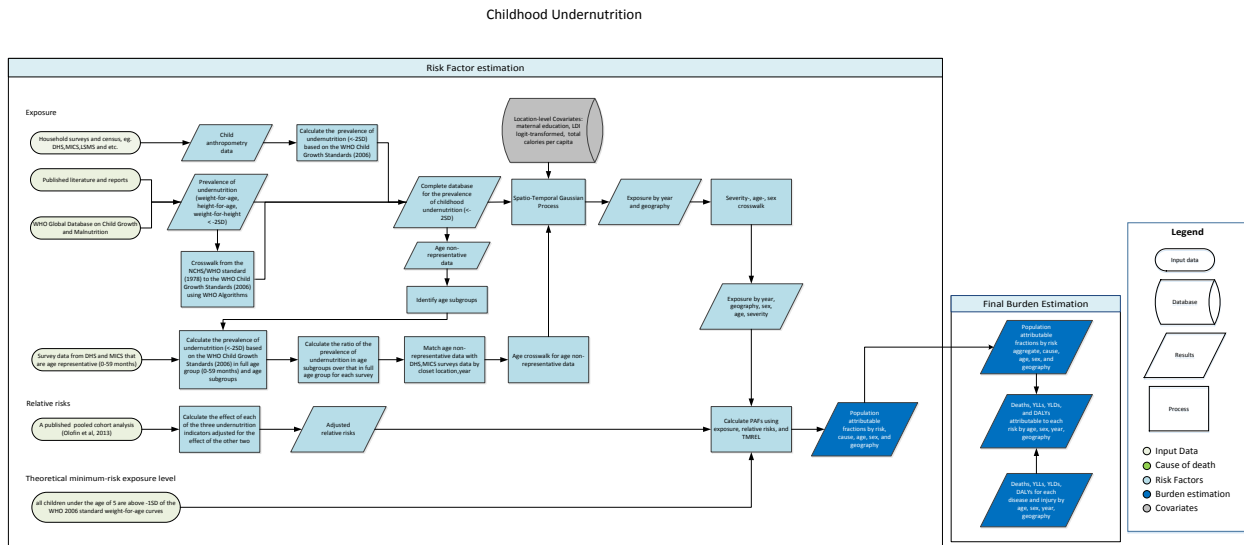 Childhood Undernutrition
Risk Factor estimation
Exposure
Household surveys and census, eg.
DHS,MICS,LSMS and etc.
Child
anthropometry
data
Calculate the prevalence of
undernutrition (<-2SD)
based on the WHO Child
Growth Standards (2006)
Location-level Covariates:
maternal education, LDI
logit-transformed, total
calories per capita
Published literature and reports
WHO Global Database on Child Growth
and Malnutrition
Prevalence of
undernutrition
(weight-for-age,
height-for-age,
weight-for-height
< -2SD)
Complete database
for the prevalence
of childhood
undernutrition (<-
2SD)
Spatio-Temporal Gaussian
Process
Exposure by year
and geography
Severity-, age-, sex
crosswalk
Crosswalk from the
NCHS/WHO standard
(1978) to the WHO Child
Growth Standards (2006)
using WHO Algorithms
Age non-
representative
data
Identify age subgroups
Exposure by year,
geography, sex,
age, severity
Survey data from DHS and MICS that
are age representative (0-59 months)
Calculate the prevalence of
undernutrition (<-2SD) based
on the WHO Child Growth
Standards (2006) in full age
group (0-59 months) and age
subgroups
Calculate the ratio of the
prevalence of
undernutrition in age
subgroups over that in full
age group for each survey
Match age non-
representative data with
DHS,MICS surveys data by
closet location,year
Age crosswalk for age non-
representative data
Relative risks
A published pooled cohort analysis
(Olofin et al, 2013)
Calculate the effect of each
of the three undernutrition
indicators adjusted for the
effect of the other two
Adjusted
relative risks
Calculate PAFs using
exposure, relative risks, and
TMREL
Population
attributable
fractions by risk,
cause, age, sex, and
geography
Theoretical minimum-risk exposure level
all children under the age of 5 are above -1SD of the
WHO 2006 standard weight-for-age curves
Final Burden Estimation
Population
attributable
fractions by risk
aggregate, cause,
age, sex, and
geography
Deaths, YLLs, YLDs,
and DALYs
attributable to each
risk by age, sex, year,
geography
Deaths, YLLs, YLDs,
DALYs for each
disease and injury by
age, sex, year,
geography
Legend
Input data
Database
Results
Process
Input Data
Cause of death
Risk Factors
Burden estimation
Covariates